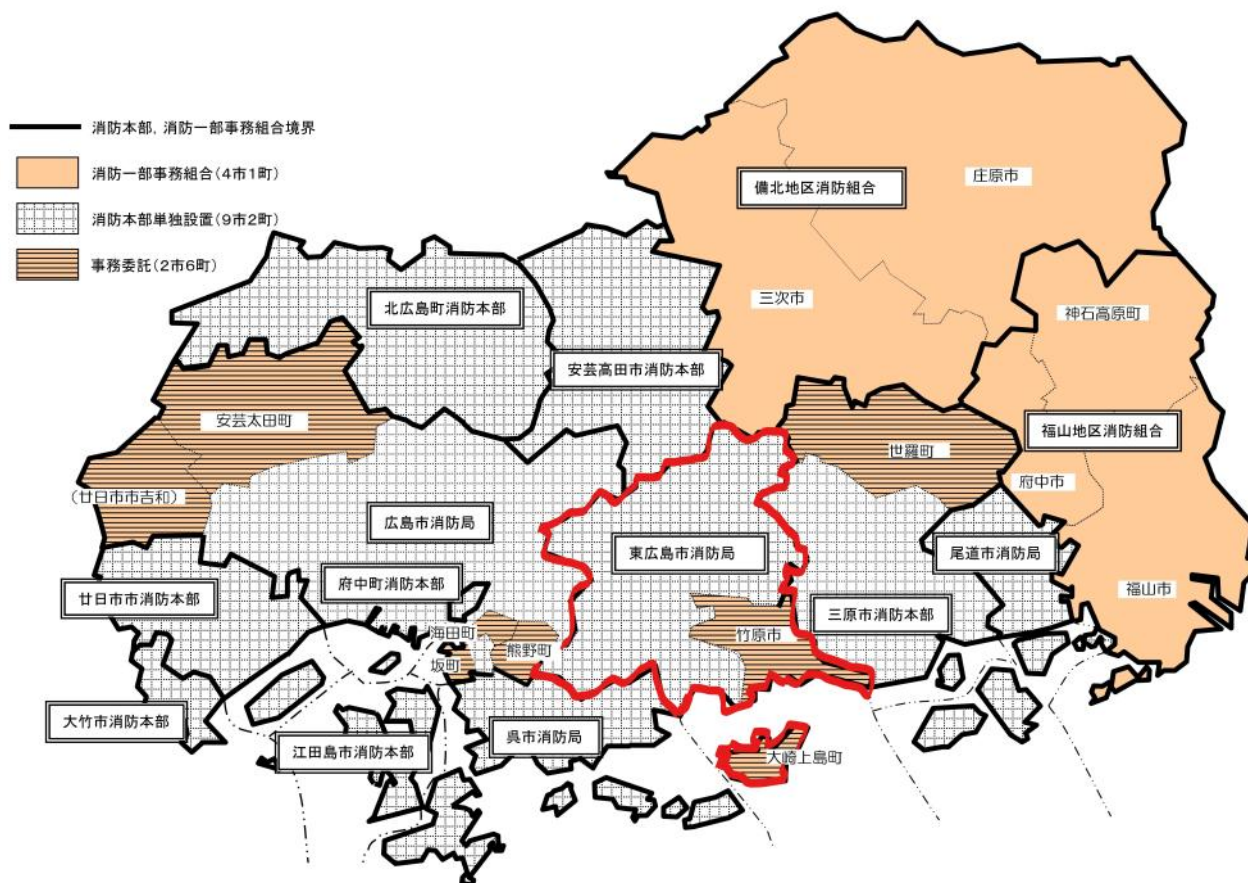 消防本部, 消防一部事務組合境界
消防一部事務組合(4市1町)
消防本部単独設置(9市2町)
事務委託(2市6町)
備北地区消防組合
庄原市
三次市
神石高原町
北広島町消防本部
安芸高田市消防本部
安芸太田町
世羅町
福山地区消防組合
府中市
(廿日市市吉和)
広島市消防局
東広島市消防局
尾道市消防局
廿日市市消防本部
府中町消防本部
三原市消防本部
福山市
海田町
竹原市
坂町
熊野町
大竹市消防本部
江田島市消防本部
呉市消防局
大崎上島町